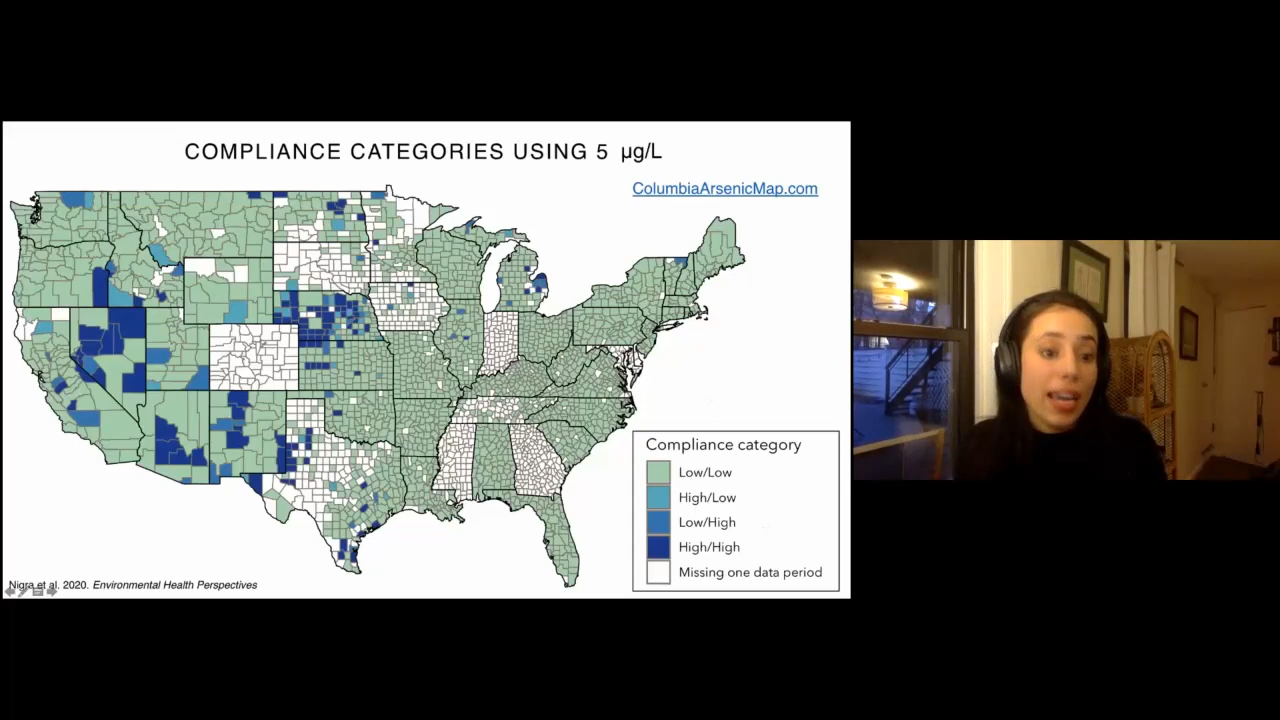 COMPLIANCE CATEGORIES USING 5 µg/L
ColumbiaArsenicMap.com
Compliance category
Low/Low
High/Low
Low/High
High/High
Missing one data period
Nigra et al. 2020. Environmental Health Perspectives